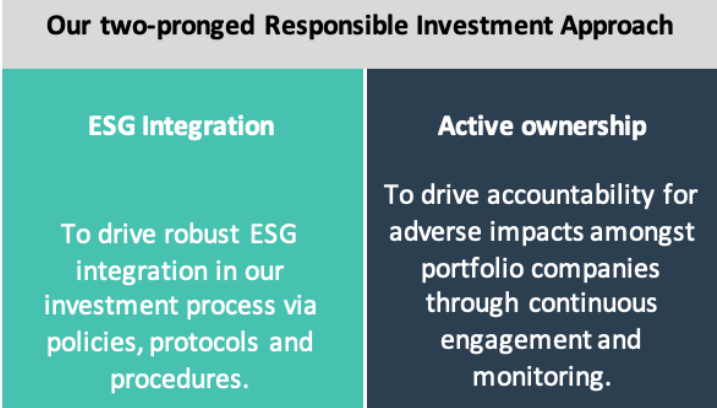 Our two-pronged Responsible Investment Approach
ESG Integration
To drive robust ESG
integration in our
investment process via
policies, protocols and
procedures.
Active ownership
To drive accountability for
adverse impacts amongst
portfolio companies
through continuous
engagement and
monitoring.